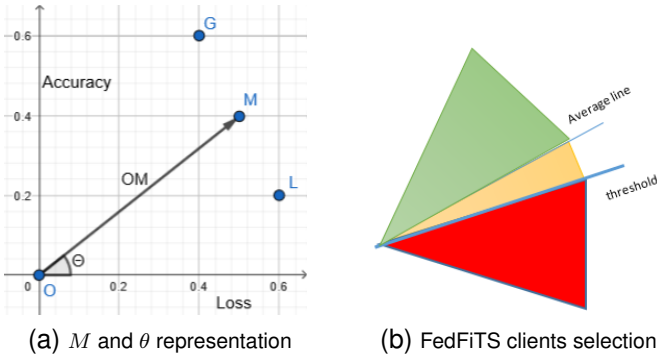 0.6
G
Accuracy
0.4
M
OM
0.2
L
Θ
O
0
0.2
0.4
0.6
Loss
Average line
threshold
(a) M and θ representation
(b) FedFiTS clients selection